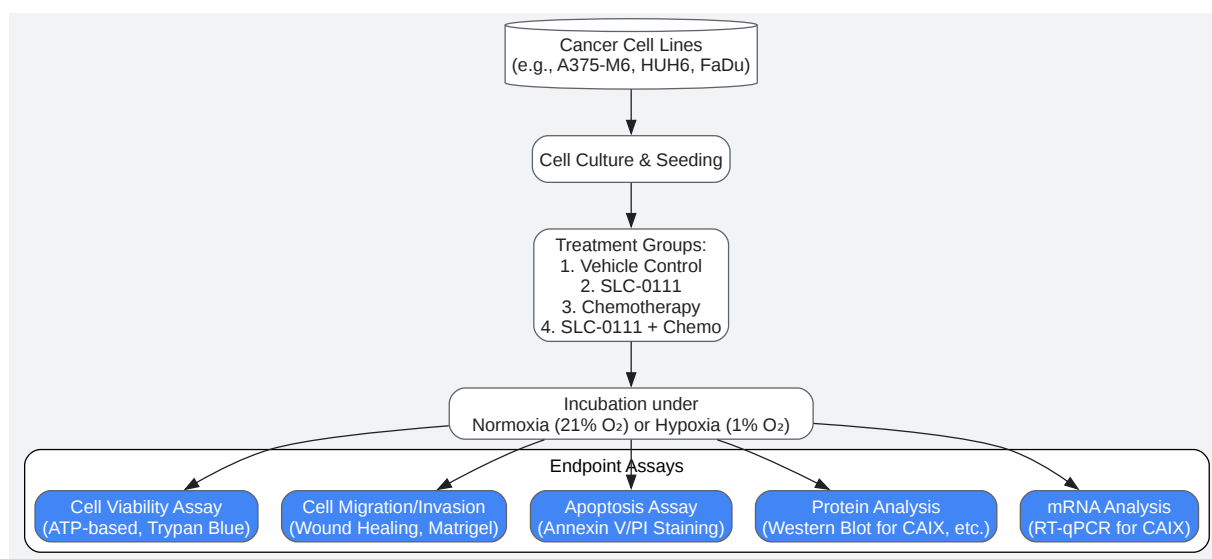 Cancer Cell Lines
(e.g., A375-M6, HUH6, FaDu)
Cell Culture & Seeding
Treatment Groups:
1. Vehicle Control
2. SLC-0111
3. Chemotherapy
4. SLC-0111 + Chemo
Incubation under
Normoxia (21% O₂) or Hypoxia (1% O₂)
Endpoint Assays
Cell Viability Assay
(ATP-based, Trypan Blue)
Cell Migration/Invasion
(Wound Healing, Matrigel)
Apoptosis Assay
(Annexin V/PI Staining)
Protein Analysis
(Western Blot for CAIX, etc.)
mRNA Analysis
(RT-qPCR for CAIX)